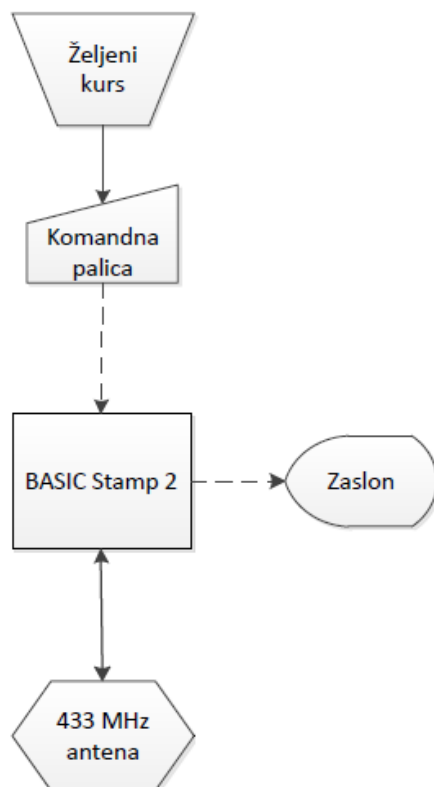 Željeni
kurs
Komandna
palica
BASIC Stamp 2
Zaslon
433 MHz
antena